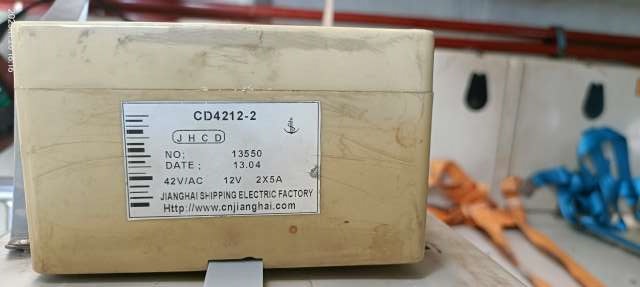 CD4212-2
JHCD
NO; 13550
DATE; 13.04
42V/AC 12V 2X5A
JIANGHAI SHIPPING ELECTRIC FACTORY
Http://www.cnjianghai.com